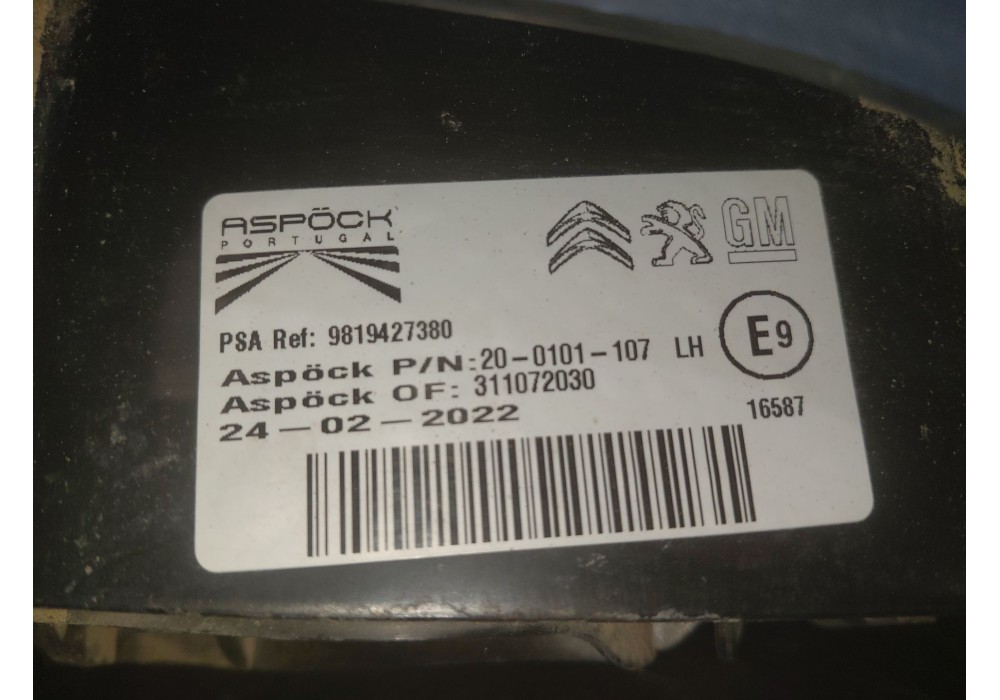 ASPÖCK
PORTUGAL
GM
PSA Ref: 9819427380
Aspöck P/N: 20-0101-107 LH
E9
Aspöck OF: 311072030
24-02-2022
16587